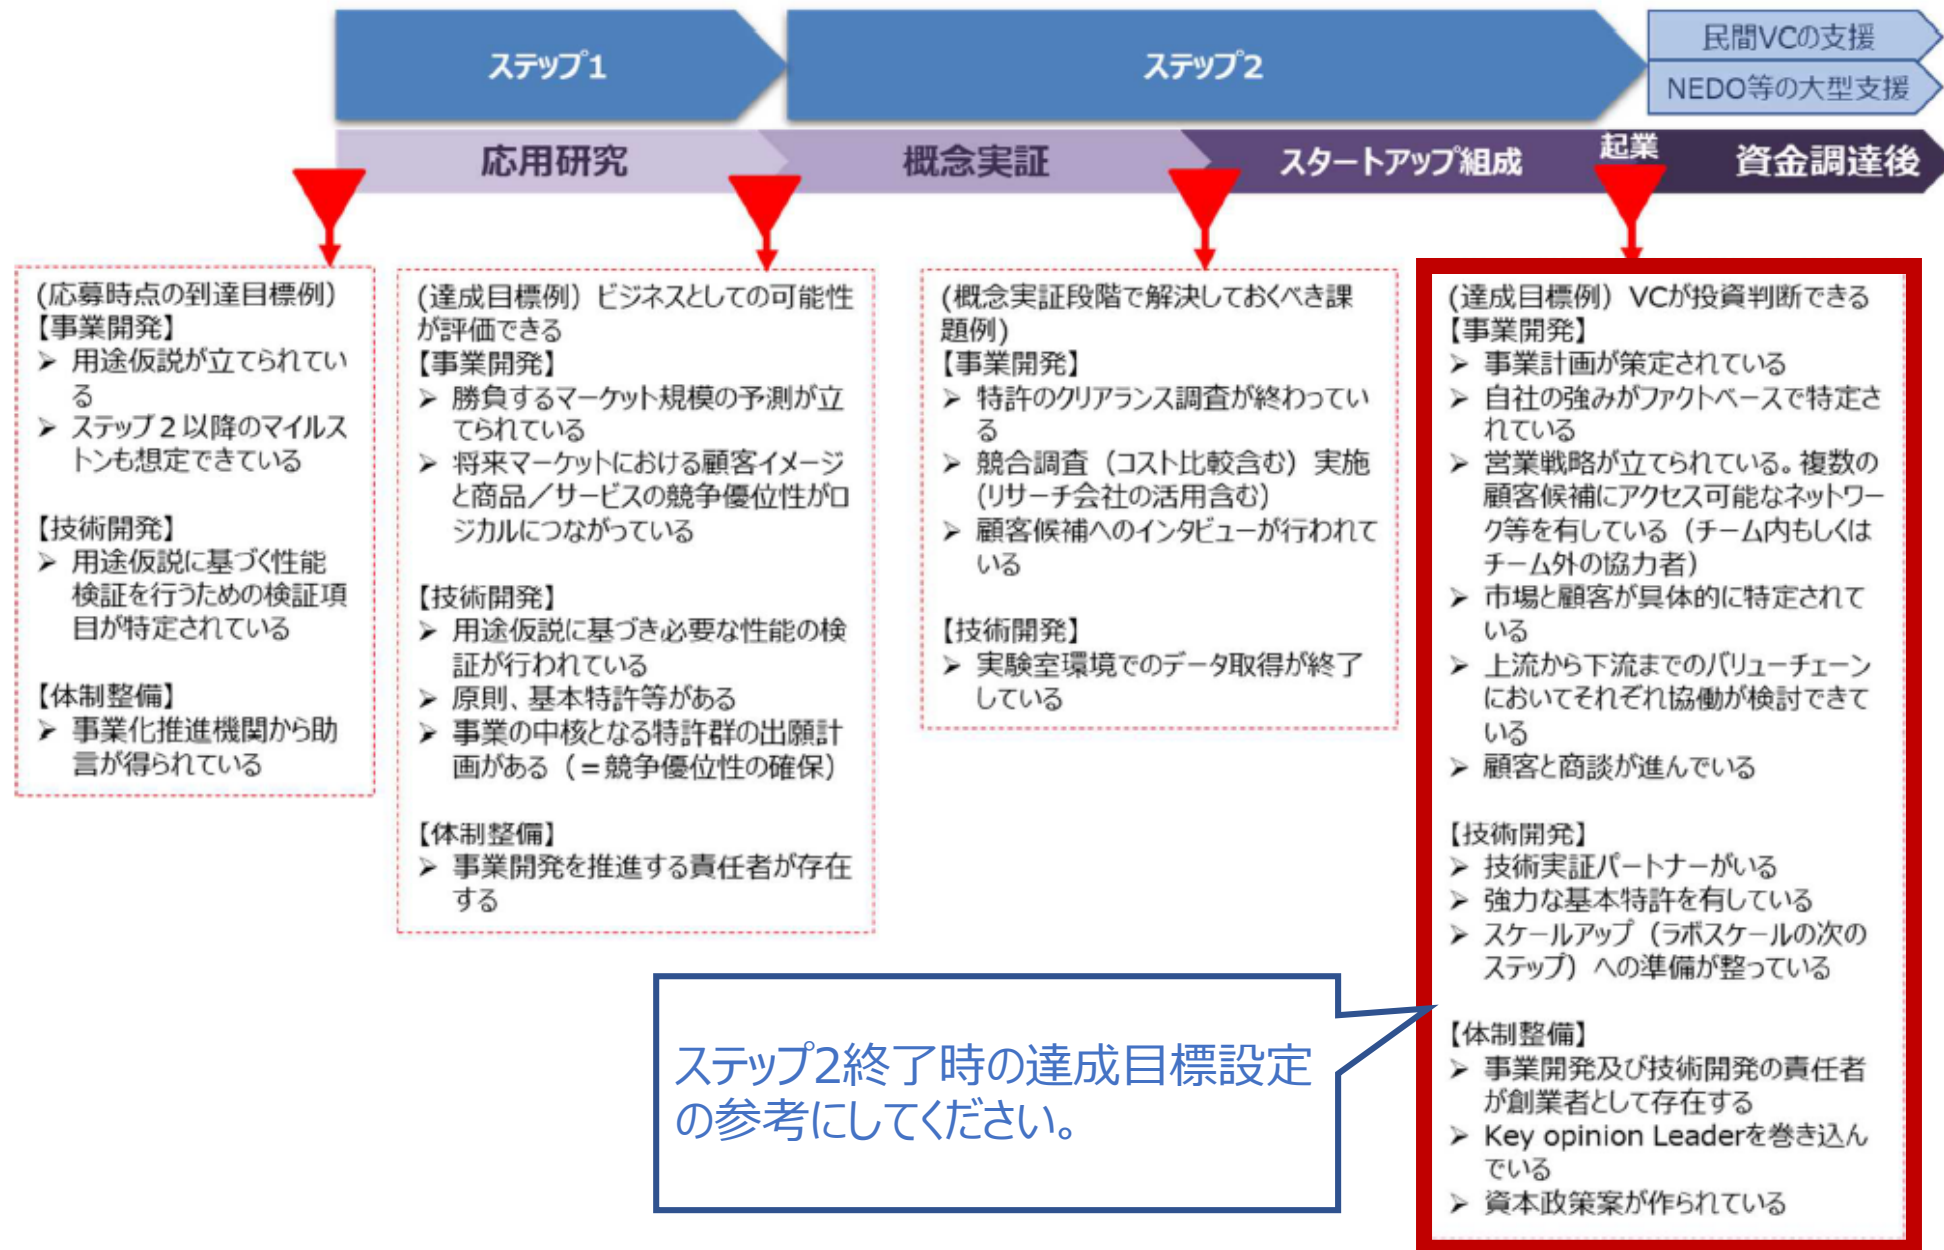 ステップ1
ステップ2
民間VCの支援
NEDO等の大型支援
応用研究
概念実証
スタートアップ組成
起業
資金調達後
(応募時点の到達目標例)
【事業開発】
➢ 用途仮説が立てられてい
る
➢ ステップ2以降のマイルス
トンも想定できている
【技術開発】
➢ 用途仮説に基づく性能
検証を行うための検証項
目が特定されている
【体制整備】
➢ 事業化推進機関から助
言が得られている
(達成目標例) ビジネスとしての可能性
が評価できる
【事業開発】
➢ 勝負するマーケット規模の予測が立
てられている
➢ 将来マーケットにおける顧客イメージ
と商品/サービスの競争優位性がロ
ジカルにつながっている
【技術開発】
➢ 用途仮説に基づき必要な性能の検
証が行われている
➢ 原則、基本特許等がある
➢ 事業の中核となる特許群の出願計
画がある(=競争優位性の確保)
【体制整備】
➢ 事業開発を推進する責任者が存在
する
(概念実証段階で解決しておくべき課
題例)
【事業開発】
➢ 特許のクリアランス調査が終わってい
る
➢ 競合調査(コスト比較含む)実施
(リサーチ会社の活用含む)
➢ 顧客候補へのインタビューが行われて
いる
【技術開発】
➢ 実験室環境でのデータ取得が終了
している
(達成目標例) VCが投資判断できる
【事業開発】
➢ 事業計画が策定されている
➢ 自社の強みがファクトベースで特定さ
れている
➢ 営業戦略が立てられている。複数の
顧客候補にアクセス可能なネットワー
ク等を有している(チーム内もしくは
チーム外の協力者)
➢ 市場と顧客が具体的に特定されて
いる
➢ 上流から下流までのバリューチェーン
においてそれぞれ協働が検討できて
いる
➢ 顧客と商談が進んでいる
【技術開発】
➢ 技術実証パートナーがいる
➢ 強力な基本特許を有している
➢ スケールアップ(ラボスケールの次の
ステップ)への準備が整っている
【体制整備】
➢ 事業開発及び技術開発の責任者
が創業者として存在する
➢ Key opinion Leaderを巻き込ん
でいる
➢ 資本政策案が作られている
ステップ2終了時の達成目標設定
の参考にしてください。